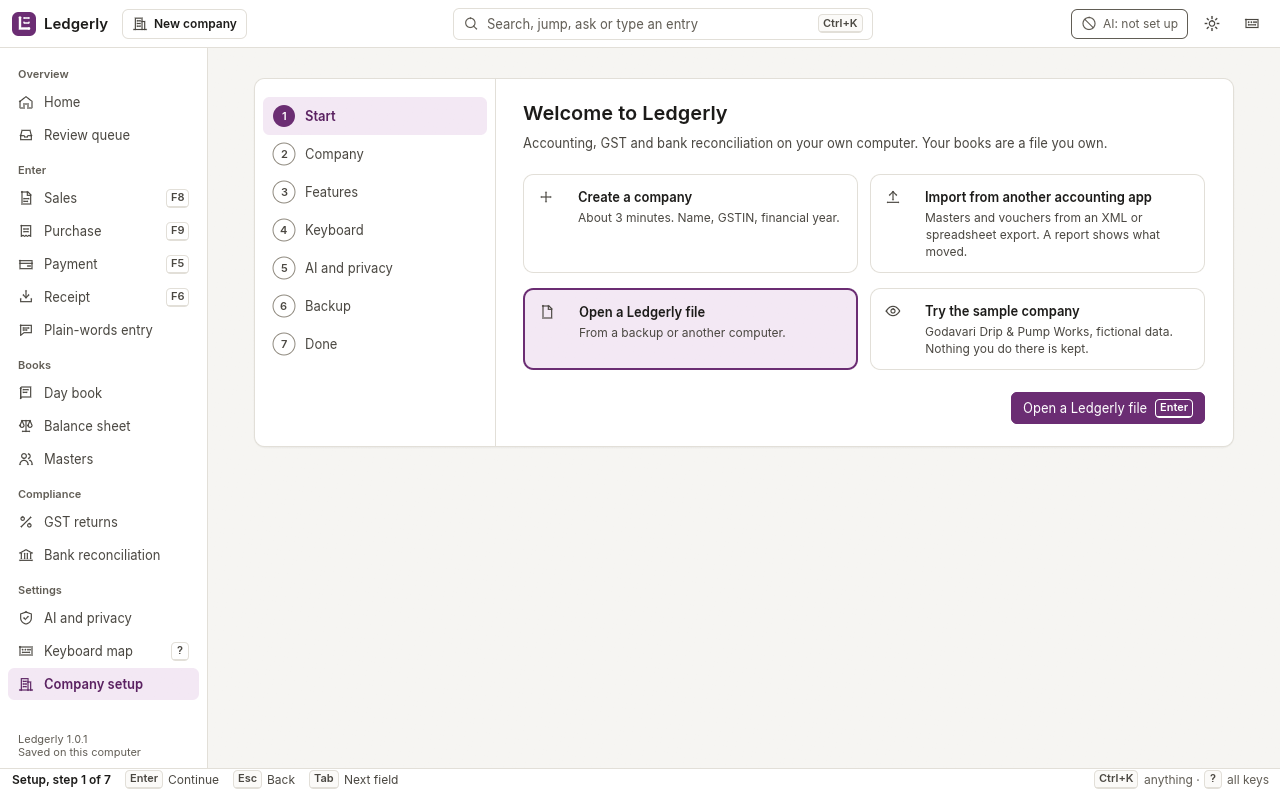 Ledgerly
New company
Search, jump, ask or type an entry
Ctrl+K
AI: not set up
Overview
Home
Review queue
Enter
Sales F8
Purchase F9
Payment F5
Receipt F6
Plain-words entry
Books
Day book
Balance sheet
Masters
Compliance
GST returns
Bank reconciliation
Settings
AI and privacy
Keyboard map ?
Company setup
Ledgerly 1.0.1
Saved on this computer
1 Start
2 Company
3 Features
4 Keyboard
5 AI and privacy
6 Backup
7 Done
Welcome to Ledgerly
Accounting, GST and bank reconciliation on your own computer. Your books are a file you own.
Create a company
About 3 minutes. Name, GSTIN, financial year.
Import from another accounting app
Masters and vouchers from an XML or
spreadsheet export. A report shows what
moved.
Open a Ledgerly file
From a backup or another computer.
Try the sample company
Godavari Drip & Pump Works, fictional data.
Nothing you do there is kept.
Open a Ledgerly file Enter
Setup, step 1 of 7 Enter Continue Esc Back Tab Next field
Ctrl+K anything · ? all keys